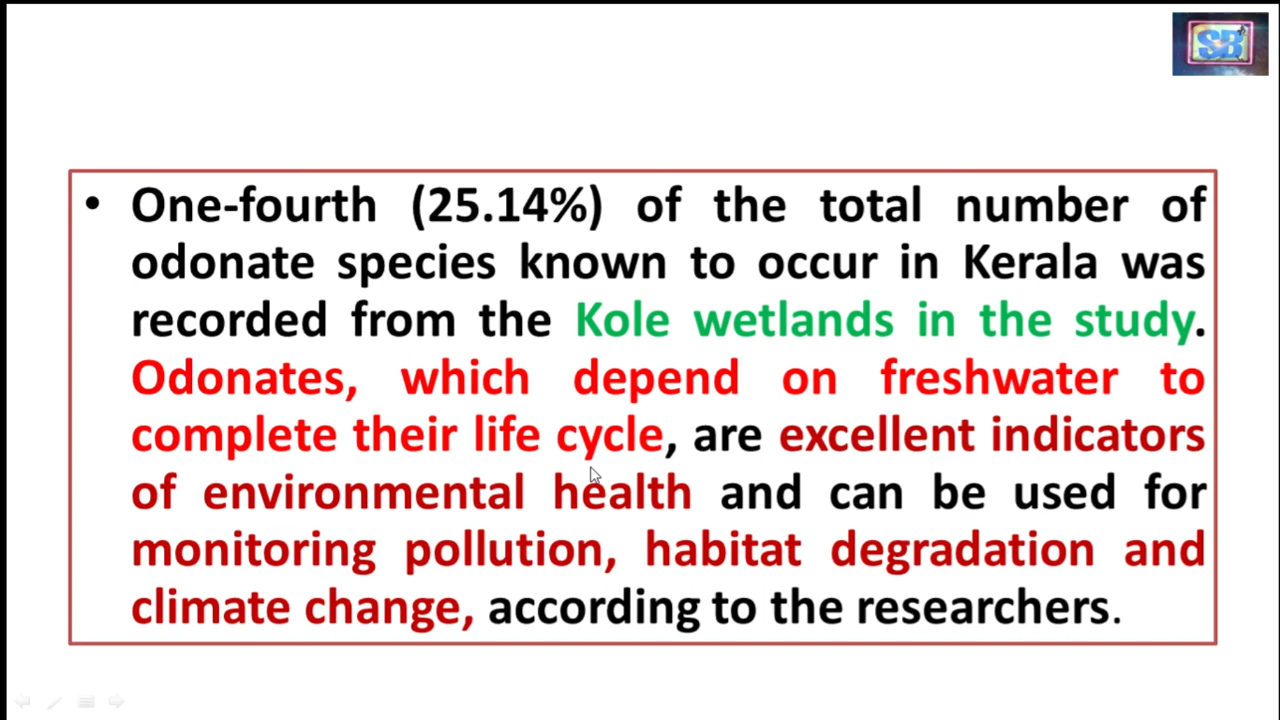 SB
• One-fourth (25.14%) of the total number of
odonate species known to occur in Kerala was
recorded from the Kole wetlands in the study.
Odonates, which depend on freshwater to
complete their life cycle, are excellent indicators
of environmental health and can be used for
monitoring pollution, habitat degradation and
climate change, according to the researchers.